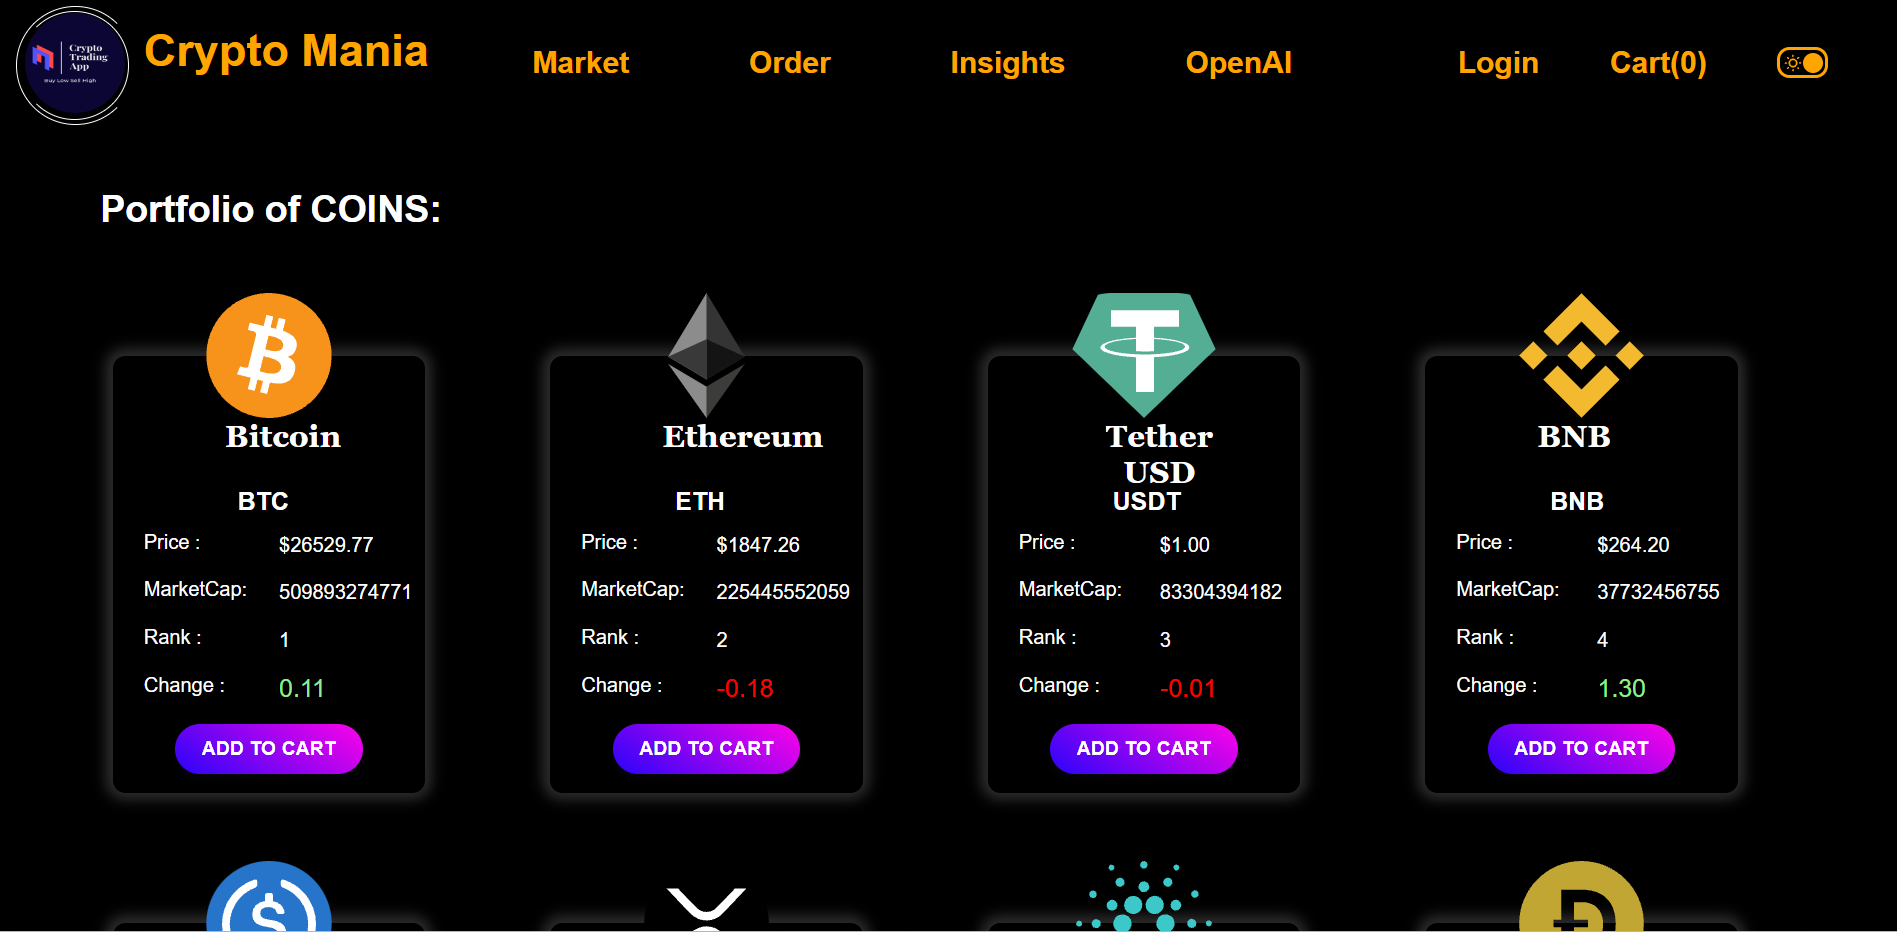 Crypto
Trading
App
Buy Low Sell High
Crypto Mania
Market
Order
Insights
OpenAI
Login
Cart(0)
Portfolio of COINS:
Bitcoin
BTC
Price : $26529.77
MarketCap: 509893274771
Rank : 1
Change : 0.11
ADD TO CART
Ethereum
ETH
Price : $1847.26
MarketCap: 225445552059
Rank : 2
Change : -0.18
ADD TO CART
Tether
USD
USDT
Price : $1.00
MarketCap: 83304394182
Rank : 3
Change : -0.01
ADD TO CART
BNB
BNB
Price : $264.20
MarketCap: 37732456755
Rank : 4
Change : 1.30
ADD TO CART